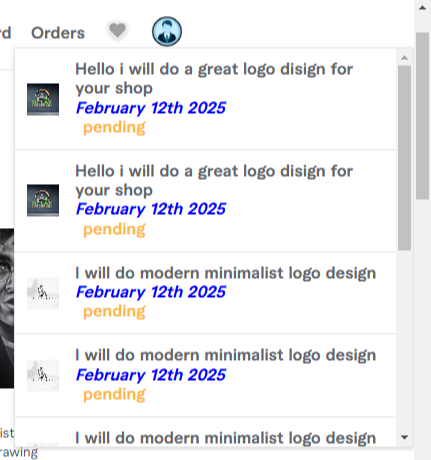 rd Orders
Hello i will do a great logo disign for
your shop
February 12th 2025
pending
Hello i will do a great logo disign for
your shop
February 12th 2025
pending
I will do modern minimalist logo design
February 12th 2025
pending
I will do modern minimalist logo design
February 12th 2025
pending
I will do modern minimalist logo design
ist
rawing